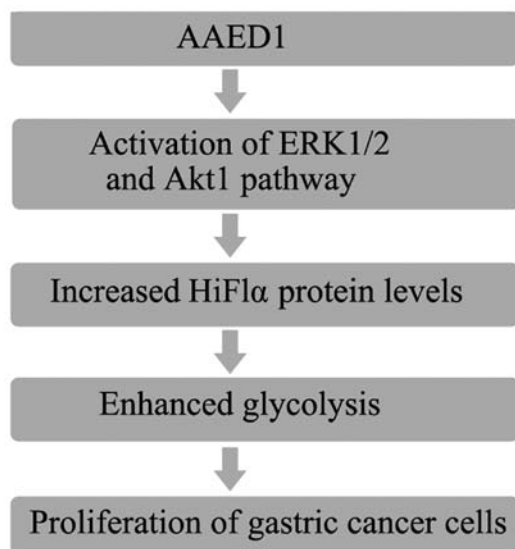 AAED1
Activation of ERK1/2
and Akt1 pathway
Increased HiFlα protein levels
Enhanced glycolysis
Proliferation of gastric cancer cells